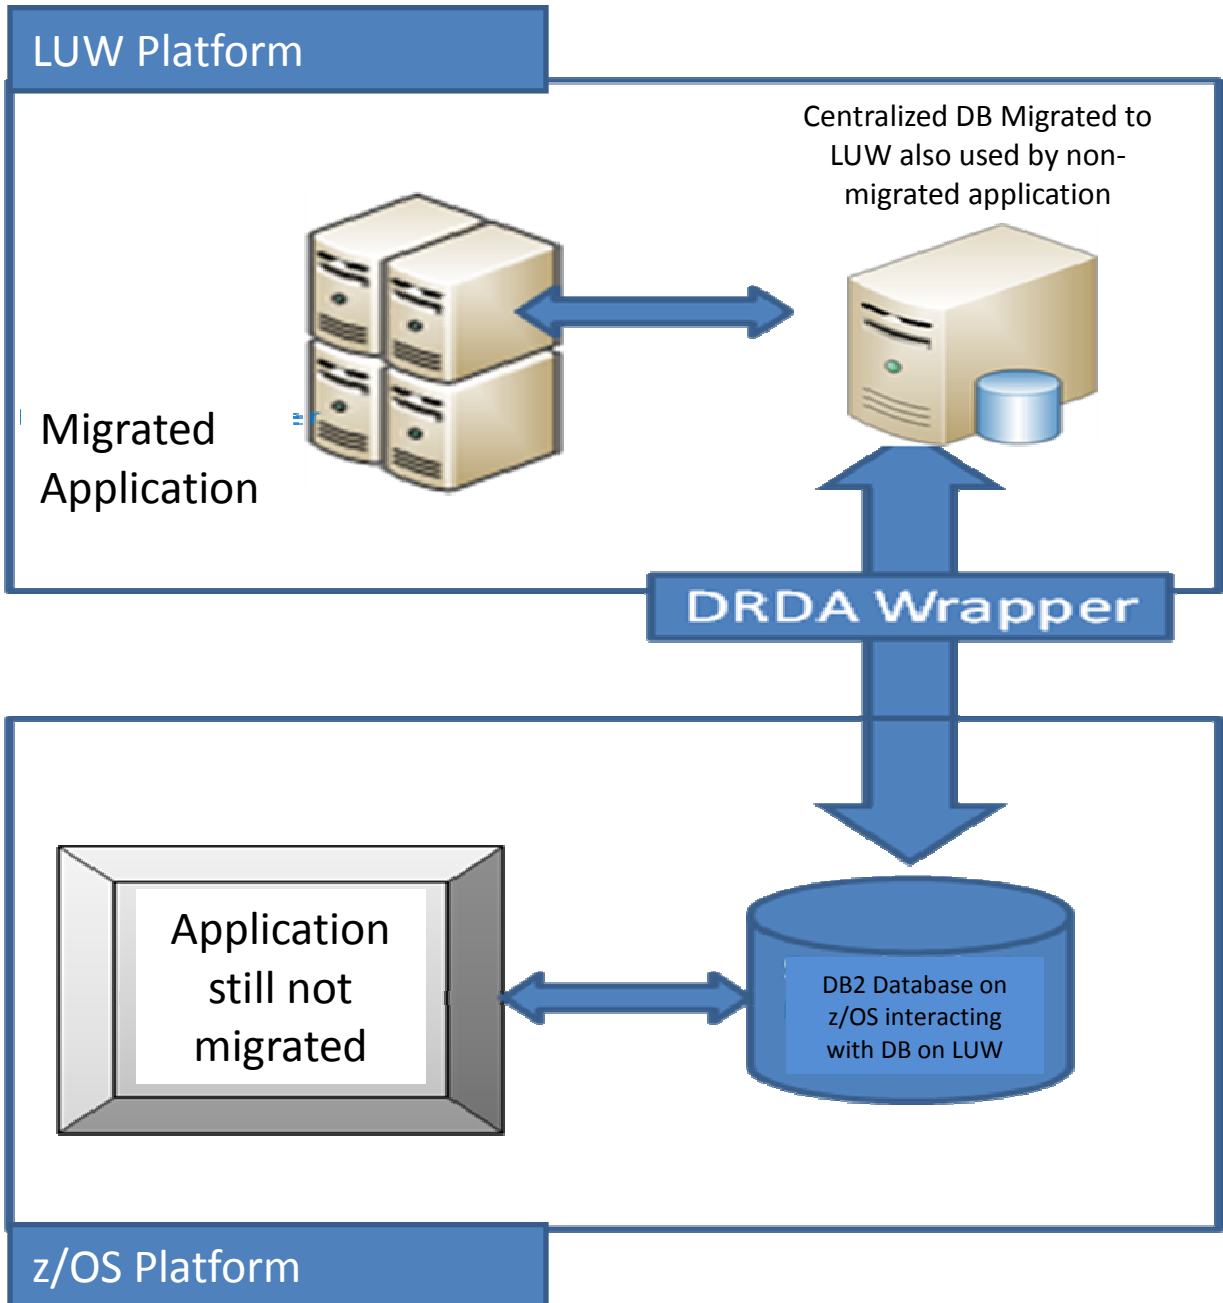 LUW Platform
Centralized DB Migrated to
LUW also used by non-
migrated application
Migrated
Application
DRDA Wrapper
Application
still not
migrated
DB2 Database on
z/OS interacting
with DB on LUW
z/OS Platform